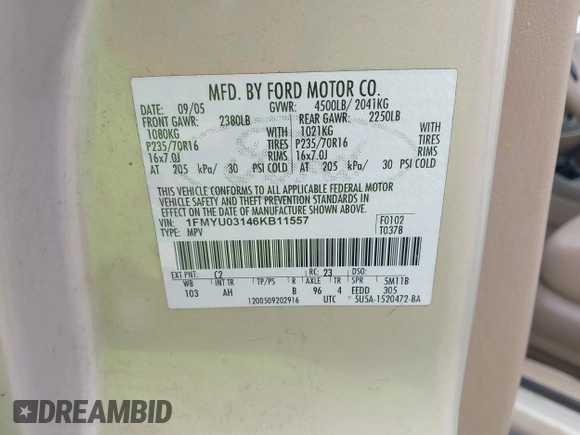 MFD. BY FORD MOTOR CO.
DATE: 09/05 GVWR: 4500LB/ 2041KG
FRONT GAWR: 2380LB REAR GAWR: 2250LB
1080KG WITH 1021KG WITH
P235/70R16 TIRES P235/70R16 TIRES
16x7.0J RIMS 16x7.0J RIMS
AT 205 kPa/ 30 PSI COLD AT 205 kPa/ 30 PSI COLD
THIS VEHICLE CONFORMS TO ALL APPLICABLE FEDERAL MOTOR
VEHICLE SAFETY AND THEFT PREVENTION STANDARDS IN
EFFECT ON THE DATE OF MANUFACTURE SHOWN ABOVE.
VIN: 1FMYU03146KB11557 F0102
TYPE: MPV T0378
EXT PNT: C2 RC: 23 DSO:
WB INT TR TP/PS R AXLE TR 5M11B
103 AH B 96 4 EEDD 305
1200509202916 UTC 5U5A-1520472-BA
Ford
DREAMBID